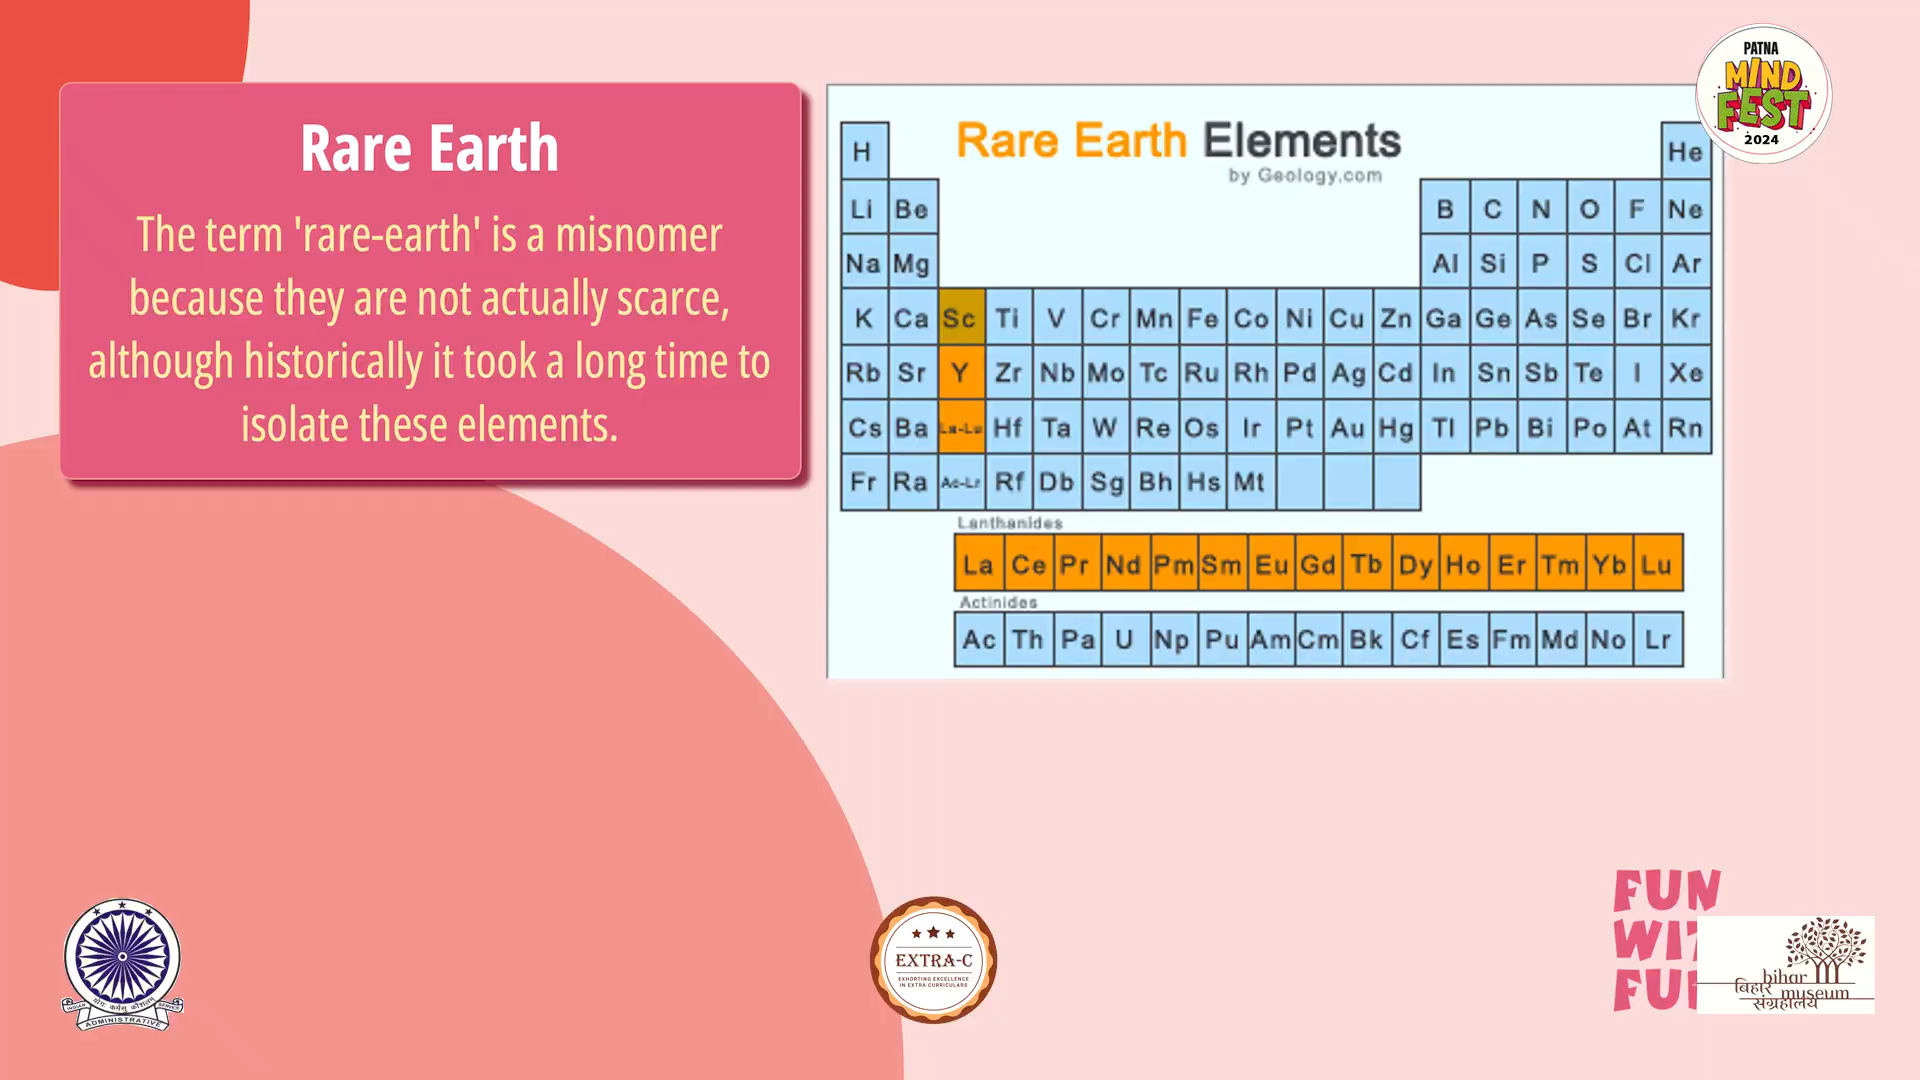 Rare Earth
The term 'rare-earth' is a misnomer
because they are not actually scarce,
although historically it took a long time to
isolate these elements.
PATNA
MIND
FEST
2024
Rare Earth Elements
by Geology.com
H He
Li Be B C N O F Ne
Na Mg Al Si P S Cl Ar
K Ca Sc Ti V Cr Mn Fe Co Ni Cu Zn Ga Ge As Se Br Kr
Rb Sr Y Zr Nb Mo Tc Ru Rh Pd Ag Cd In Sn Sb Te I Xe
Cs Ba La-Lu Hf Ta W Re Os Ir Pt Au Hg Tl Pb Bi Po At Rn
Fr Ra Ac-Lr Rf Db Sg Bh Hs Mt
Lanthanides
La Ce Pr Nd Pm Sm Eu Gd Tb Dy Ho Er Tm Yb Lu
Actinides
Ac Th Pa U Np Pu Am Cm Bk Cf Es Fm Md No Lr
INDIAN SERVICE
योगः कर्मसु कौशलम्
ADMINISTRATIVE
EXTRA-C
EXHORTING EXCELLENCE
IN EXTRA CURRICULARS
FUN
bihar
बिहार museum
संग्रहालय